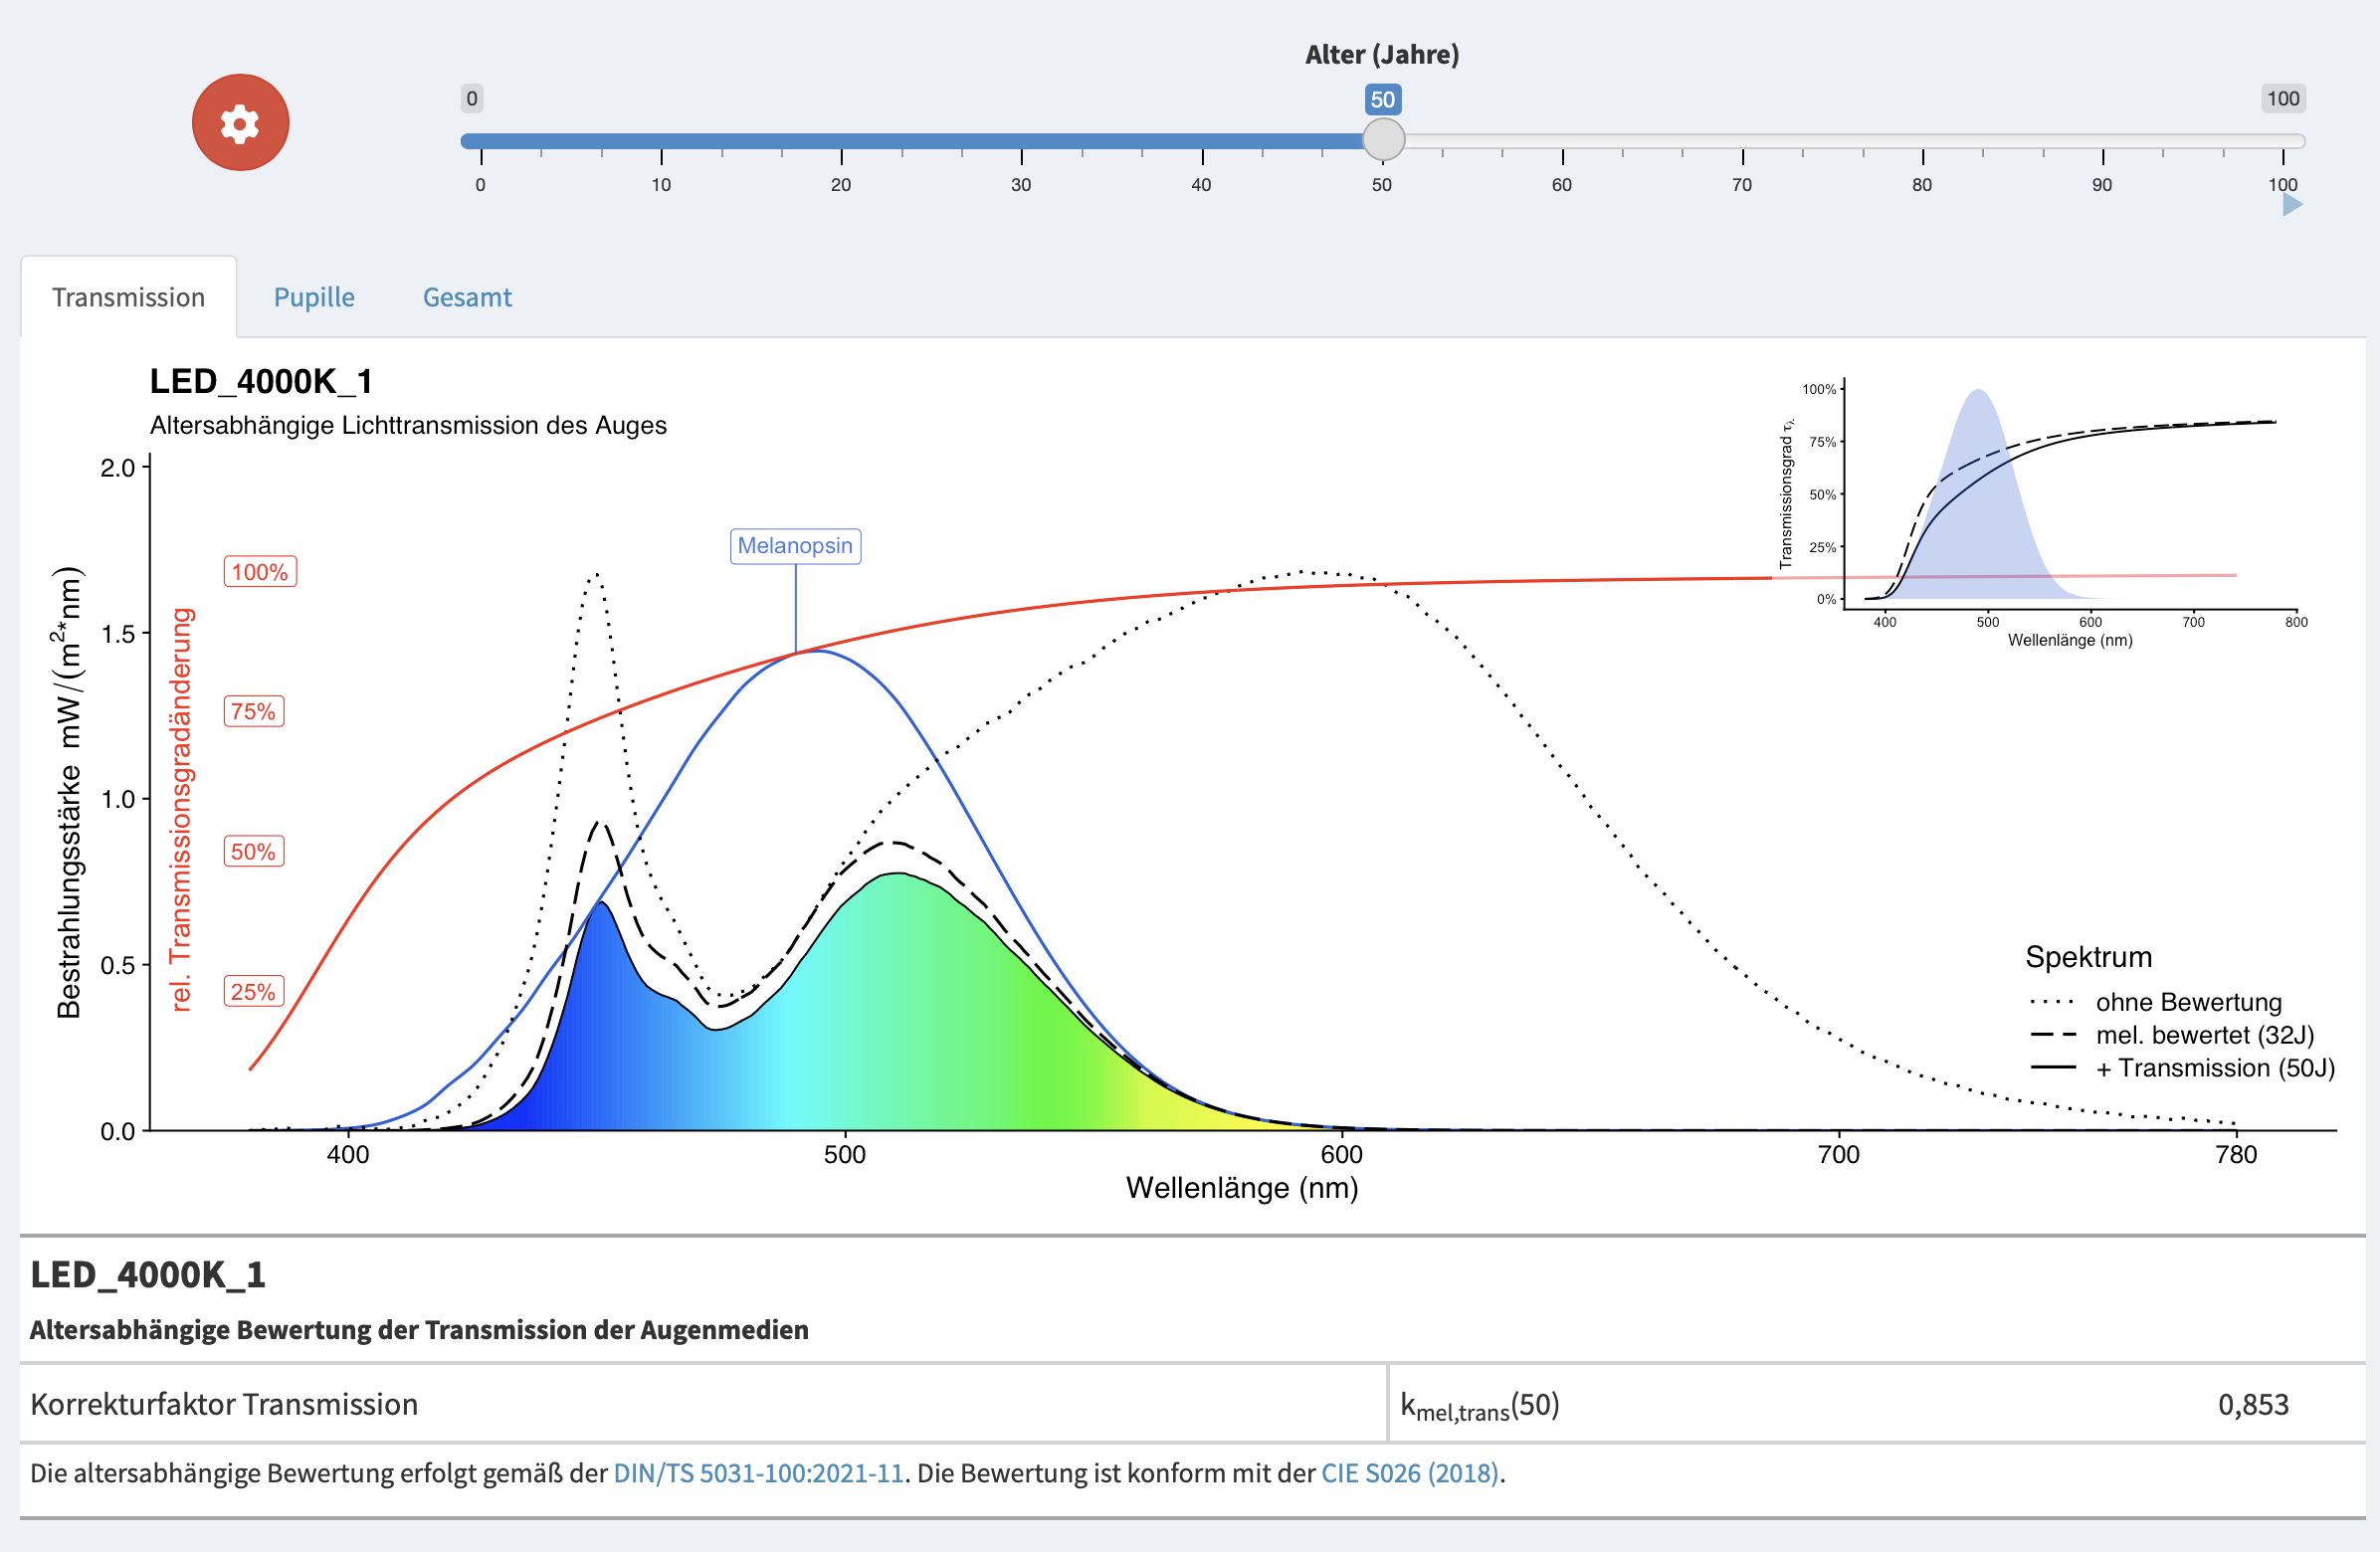 Alter (Jahre)
0 50 100
0 10 20 30 40 50 60 70 80 90 100
Transmission Pupille Gesamt
LED_4000K_1
Altersabhängige Lichttransmission des Auges
Bestrahlungsstärke mW/(m²*nm)
2.0
1.5
1.0
0.5
0.0
rel. Transmissionsgradänderung
100%
75%
50%
25%
Melanopsin
Transmissionsgrad τλ
100%
75%
50%
25%
0%
400 500 600 700 800
Wellenlänge (nm)
Spektrum
ohne Bewertung
mel. bewertet (32J)
+ Transmission (50J)
400 500 600 700 780
Wellenlänge (nm)
LED_4000K_1
Altersabhängige Bewertung der Transmission der Augenmedien
Korrekturfaktor Transmission kmel,trans(50) 0,853
Die altersabhängige Bewertung erfolgt gemäß der DIN/TS 5031-100:2021-11. Die Bewertung ist konform mit der CIE S026 (2018).